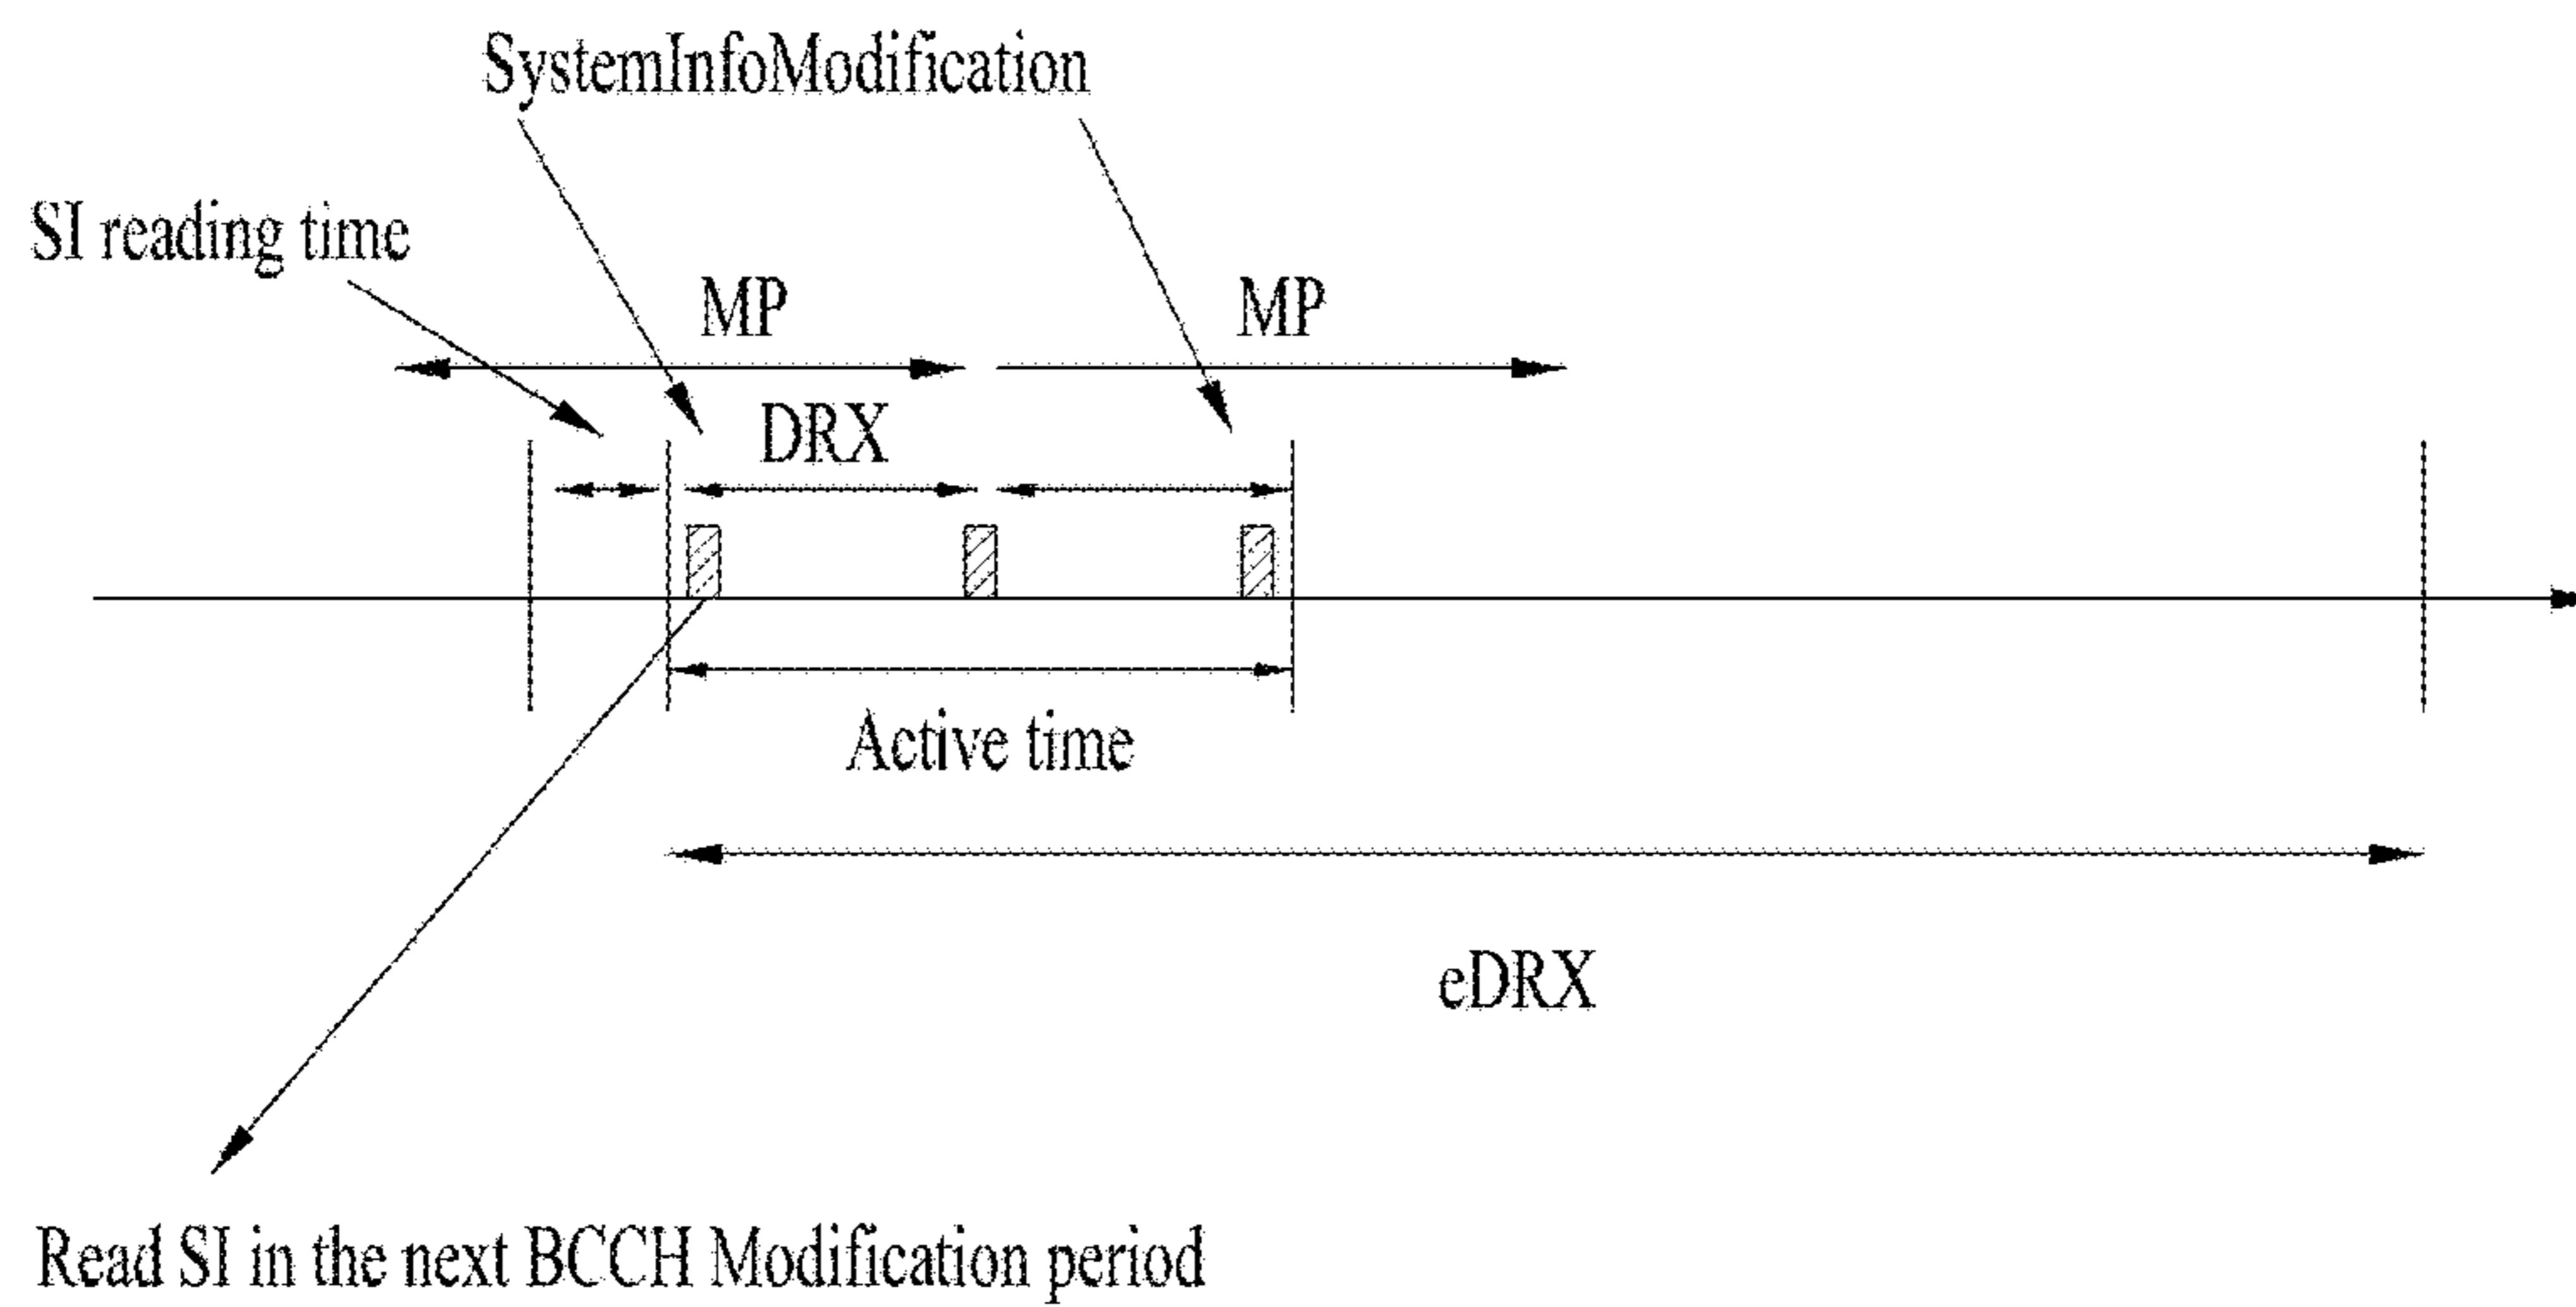 SystemInfoModification
SI reading time
MP
MP
DRX
Active time
eDRX
Read SI in the next BCCH Modification period